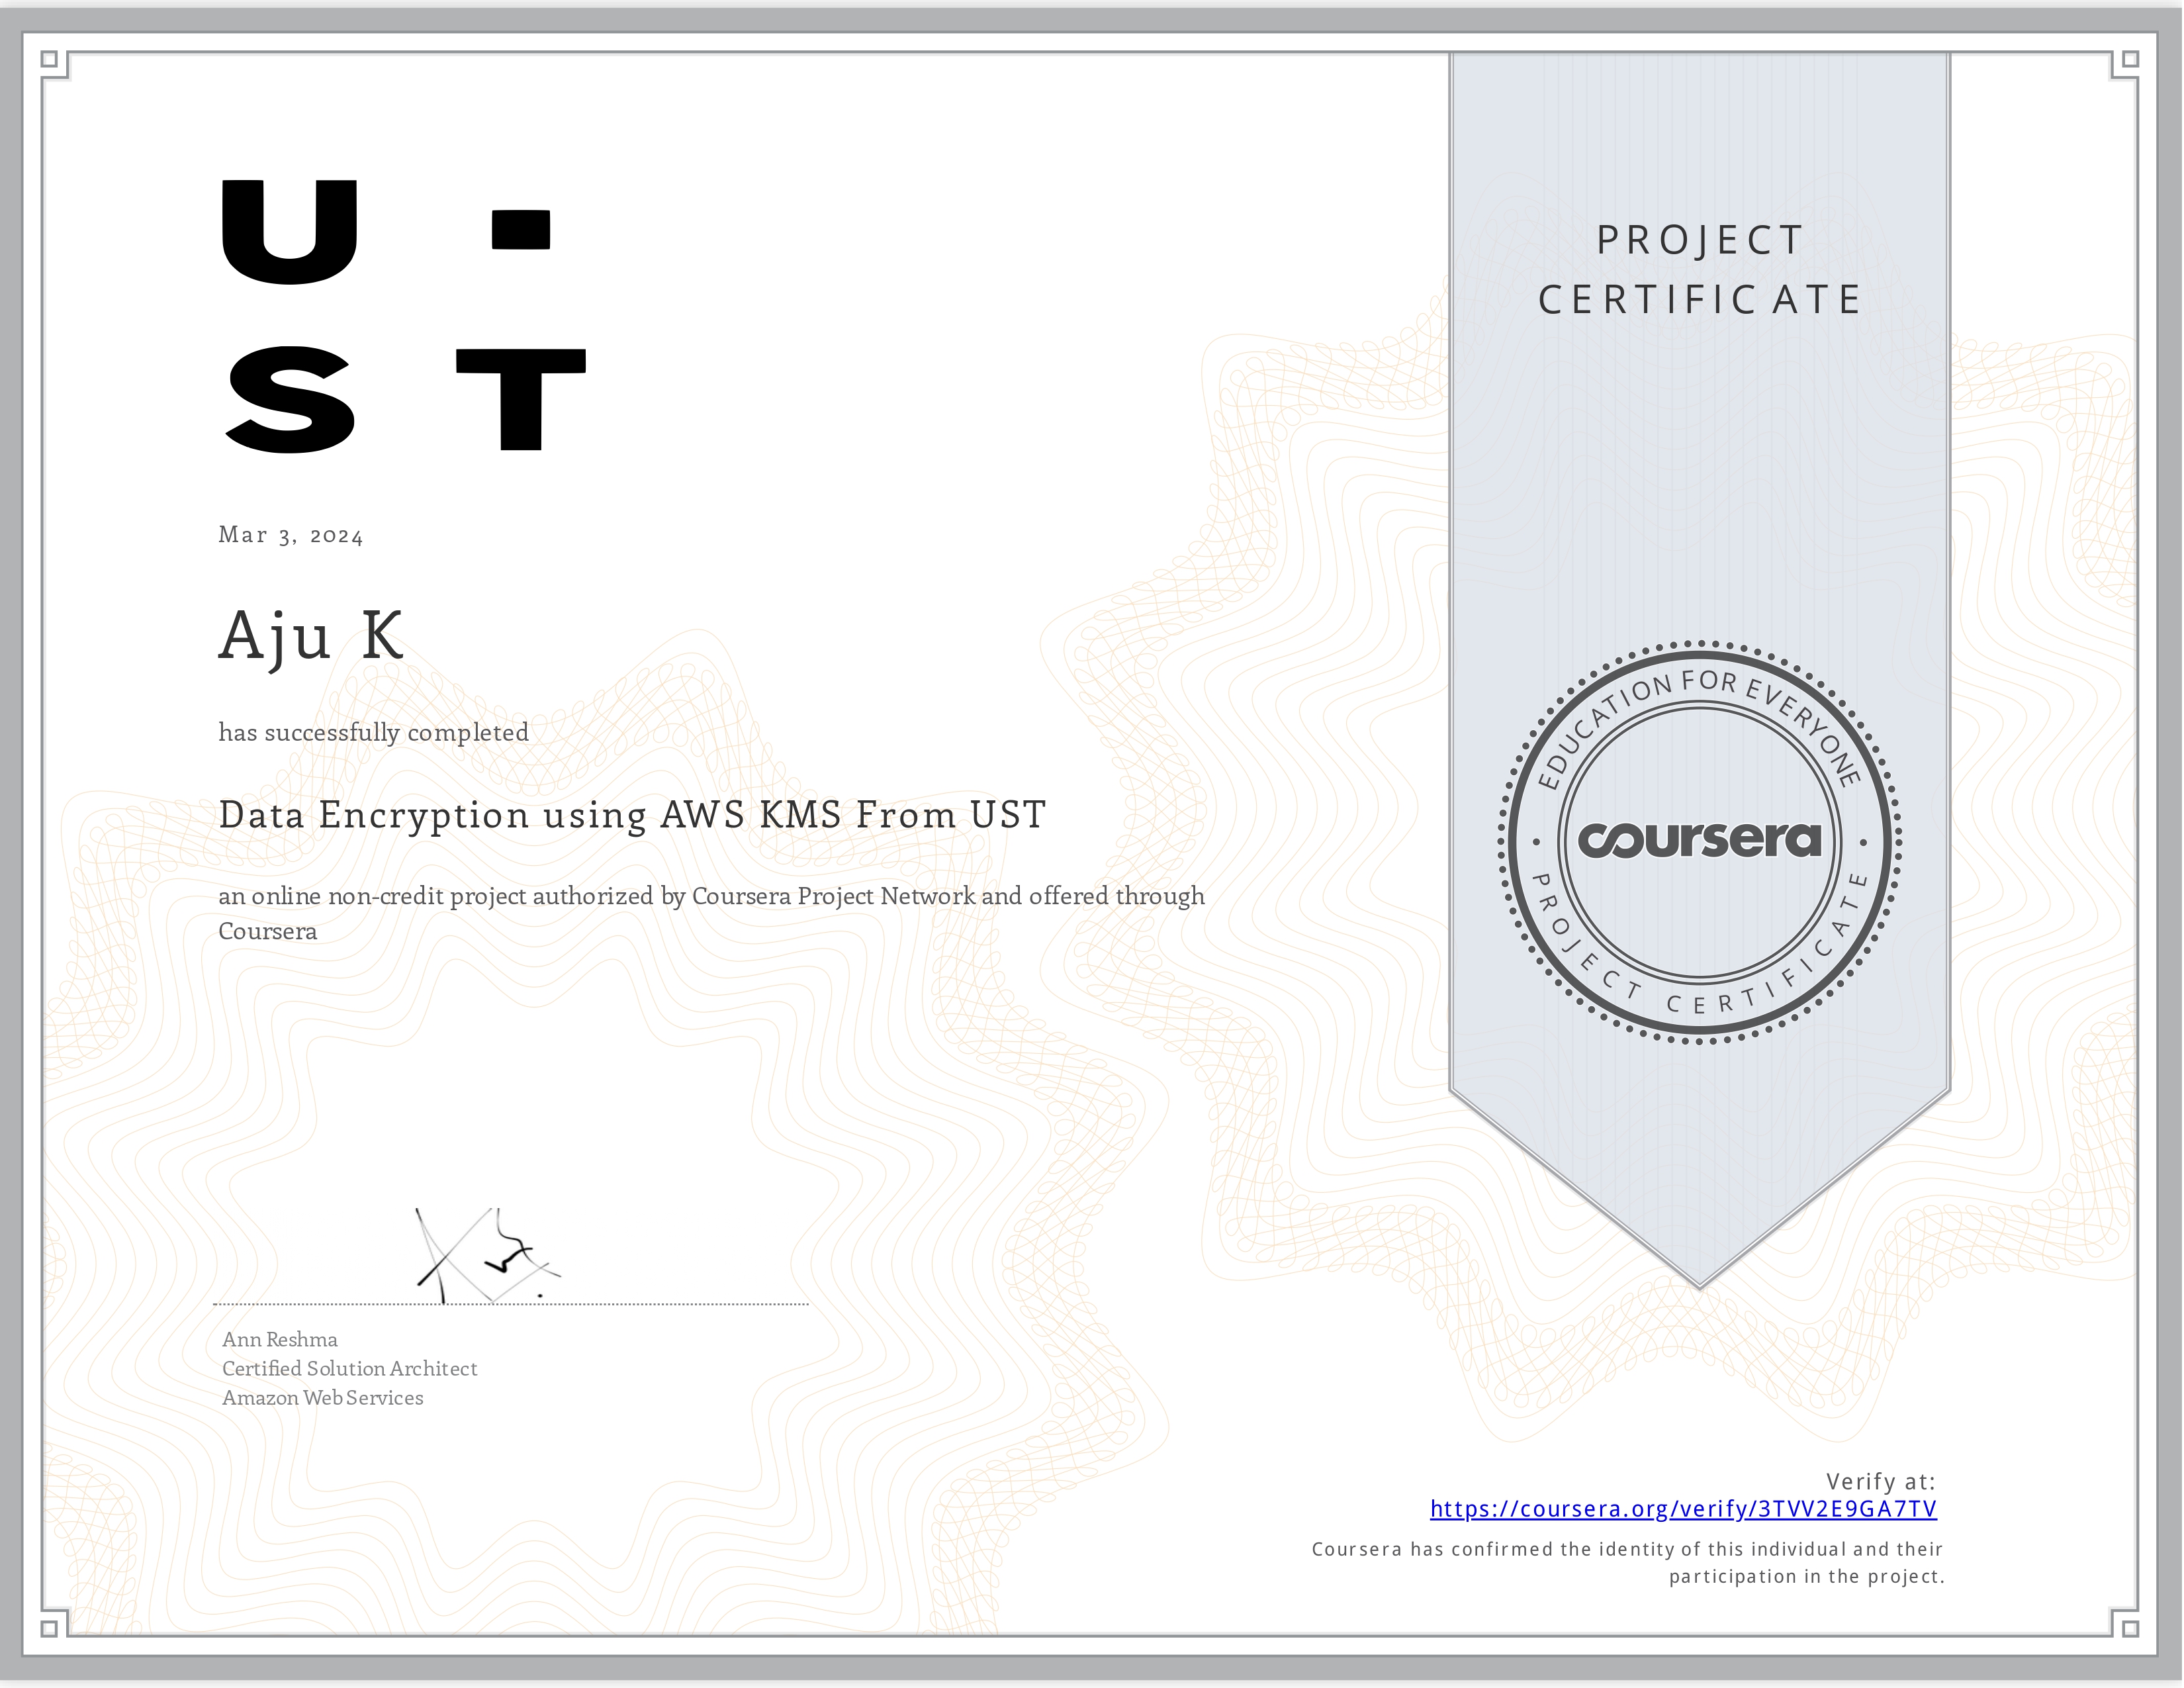 U ·
S T
Mar 3, 2024
Aju K
has successfully completed
Data Encryption using AWS KMS From UST
an online non-credit project authorized by Coursera Project Network and offered through
Coursera
Ann Reshma
Certified Solution Architect
Amazon Web Services
PROJECT
CERTIFICATE
EDUCATION FOR EVERYONE
coursera
PROJECT CERTIFICATE
Verify at:
https://coursera.org/verify/3TVV2E9GA7TV
Coursera has confirmed the identity of this individual and their
participation in the project.